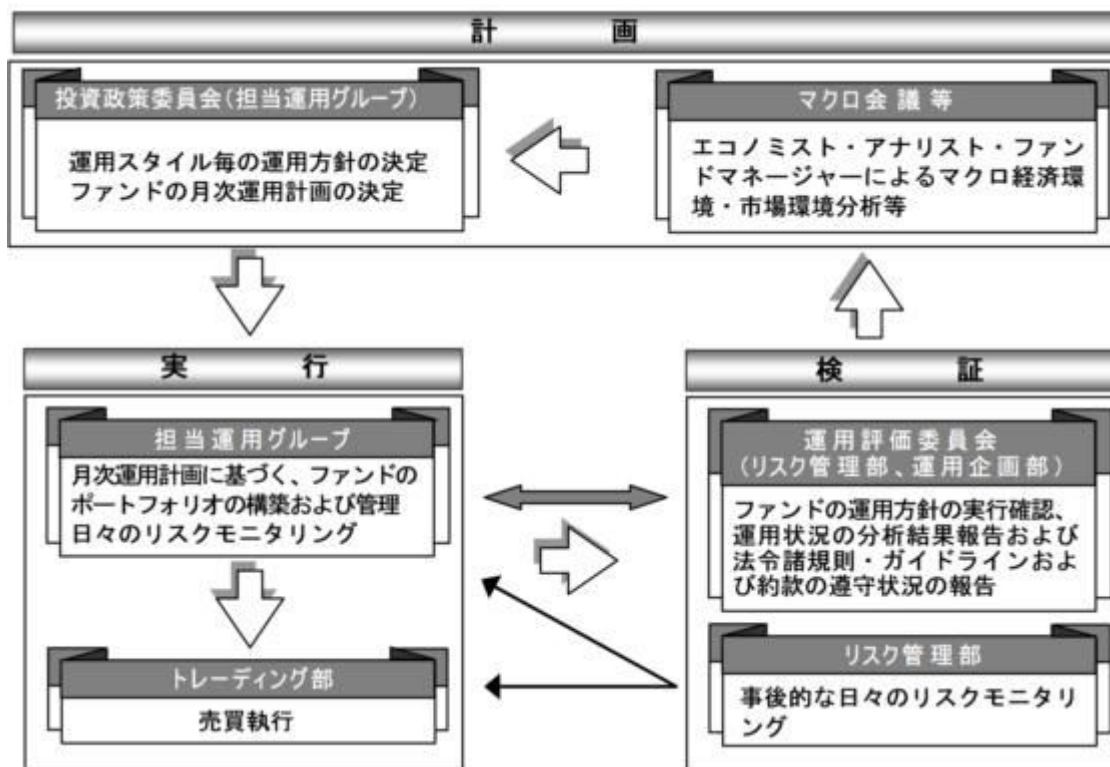 計画
投資政策委員会(担当運用グループ)
運用スタイル毎の運用方針の決定
ファンドの月次運用計画の決定
マクロ会議等
エコノミスト・アナリスト・ファン
ドマネージャーによるマクロ経済環
境・市場環境分析等
実行
担当運用グループ
月次運用計画に基づく、ファンドの
ポートフォリオの構築および管理
日々のリスクモニタリング
トレーディング部
売買執行
検証
運用評価委員会
(リスク管理部、運用企画部)
ファンドの運用方針の実行確認、
運用状況の分析結果報告および
法令諸規則・ガイドラインおよ
び約款の遵守状況の報告
リスク管理部
事後的な日々のリスクモニタリ
ング